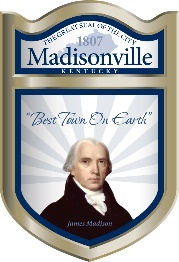 THE GREAT SEAL OF THE CITY
1807
Madisonville
KENTUCKY
"Best Town On Earth"
James Madison